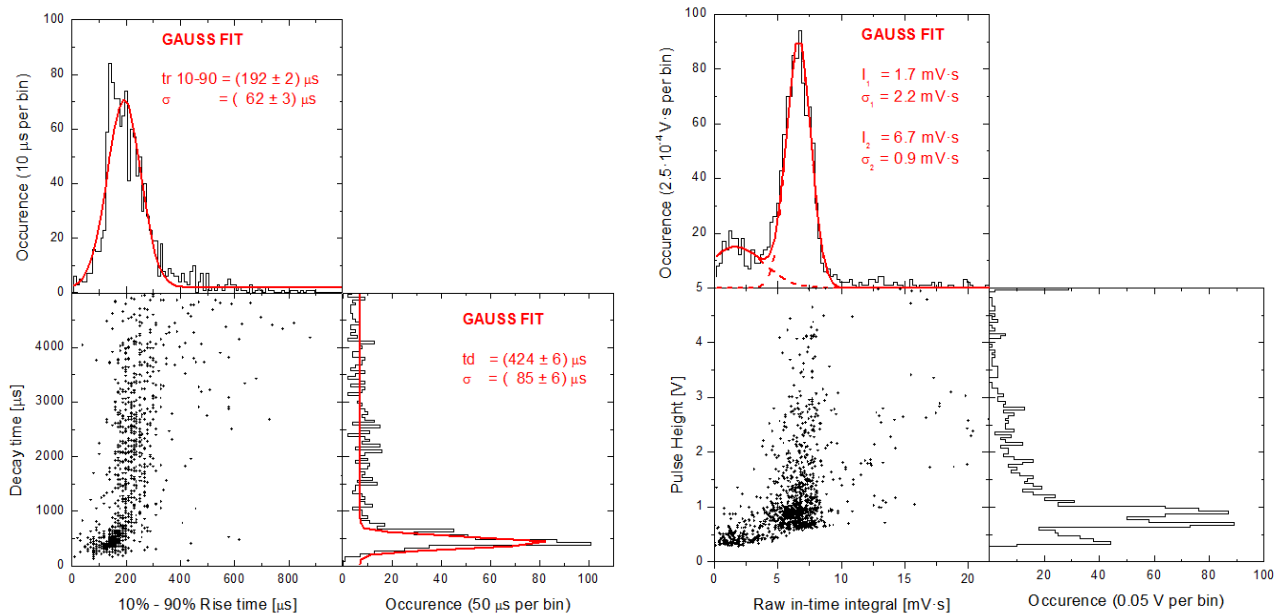 100
80
60
40
20
0
Occurence (10 µs per bin)
GAUSS FIT
tr 10-90 = (192 ± 2) µs
σ = ( 62 ± 3) µs
4000
3000
2000
1000
0
Decay time [µs]
0 200 400 600 800
10% - 90% Rise time [µs]
GAUSS FIT
td = (424 ± 6) µs
σ = ( 85 ± 6) µs
0 20 40 60 80 100
Occurence (50 µs per bin)
100
80
60
40
20
Occurence (2.5·10⁻⁴ V·s per bin)
GAUSS FIT
I₁ = 1.7 mV·s
σ₁ = 2.2 mV·s
I₂ = 6.7 mV·s
σ₂ = 0.9 mV·s
5
4
3
2
1
0
Pulse Height [V]
0 5 10 15 20
Raw in-time integral [mV·s]
20 40 60 80 100
Occurence (0.05 V per bin)